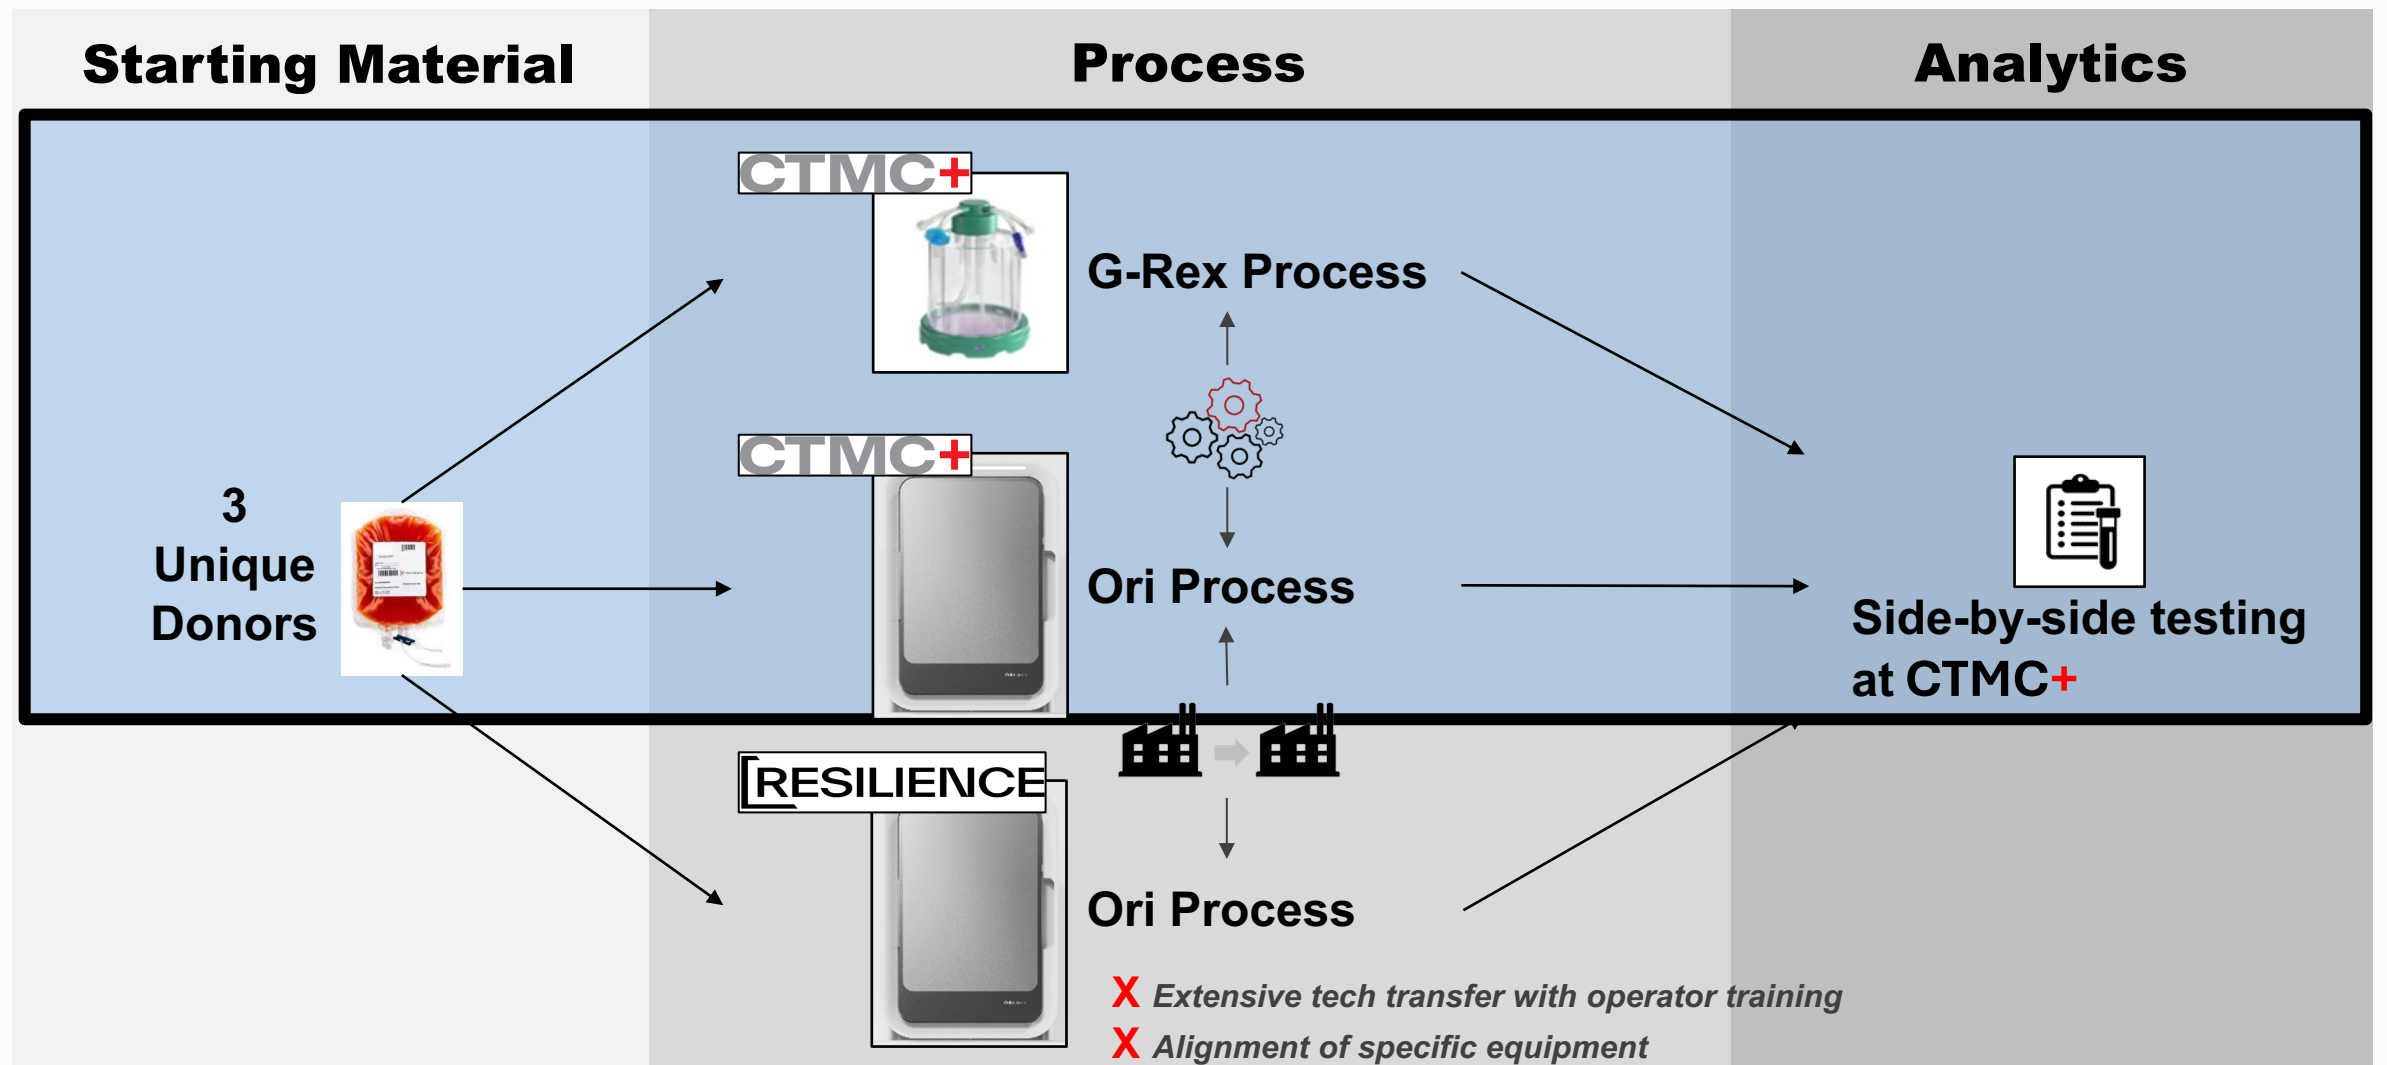 Starting Material
Process
Analytics
CTMC+
G-Rex Process
CTMC+
3
Unique
Donors
Ori Process
Side-by-side testing
at CTMC+
RESILIENCE
Ori Process
X Extensive tech transfer with operator training
X Alignment of specific equipment